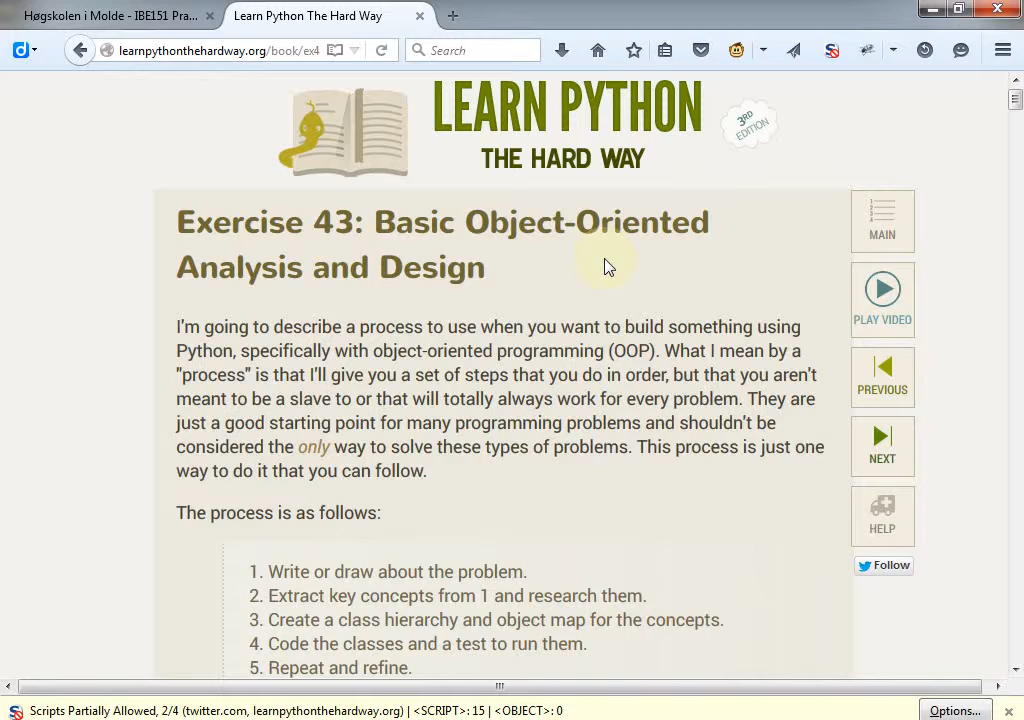 Høgskolen i Molde - IBE151 Pra...
Learn Python The Hard Way
learnpythonthehardway.org/book/ex4
Search
LEARN PYTHON
THE HARD WAY
3RD
EDITION
Exercise 43: Basic Object-Oriented
Analysis and Design
I'm going to describe a process to use when you want to build something using
Python, specifically with object-oriented programming (OOP). What I mean by a
"process" is that I'll give you a set of steps that you do in order, but that you aren't
meant to be a slave to or that will totally always work for every problem. They are
just a good starting point for many programming problems and shouldn't be
considered the only way to solve these types of problems. This process is just one
way to do it that you can follow.
The process is as follows:
1. Write or draw about the problem.
2. Extract key concepts from 1 and research them.
3. Create a class hierarchy and object map for the concepts.
4. Code the classes and a test to run them.
5. Repeat and refine.
MAIN
PLAY VIDEO
PREVIOUS
NEXT
HELP
Follow
Scripts Partially Allowed, 2/4 (twitter.com, learnpythonthehardway.org) | <SCRIPT>: 15 | <OBJECT>: 0
Options...